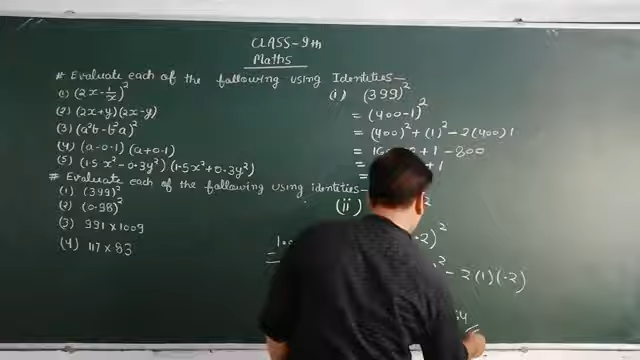 CLASS-9th
Maths
# Evaluate each of the following using Identities—
(1) (2x - 1/x)²
(2) (2x+y)(2x-y)
(3) (a²b - b²a)²
(4) (a-0.1) (a+0.1)
(5) (1.5x² - 0.3y²) (1.5x² + 0.3y²)
# Evaluate each of the following using identities-
(1) (399)²
(2) (0.98)²
(3) 991 x 1009
(4) 117 x 83
(i) (399)²
= (400-1)²
= (400)² + (1)² - 2(400)1
= + 1 - 800
= + 1
=
(ii)
- 2(1)(.2)